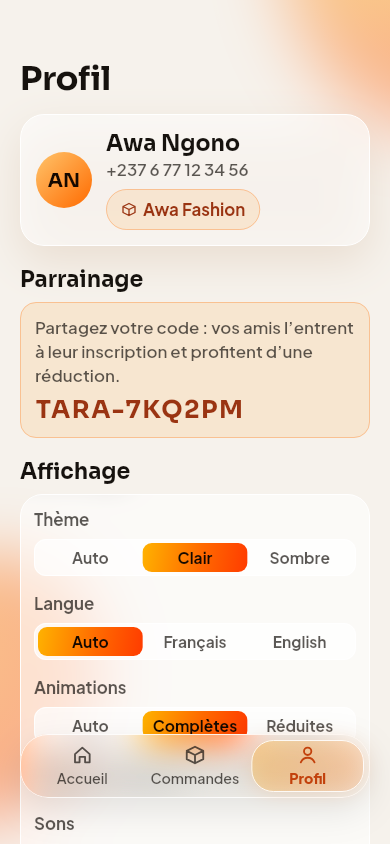 Profil
AN
Awa Ngono
+237 6 77 12 34 56
Awa Fashion
Parrainage
Partagez votre code : vos amis l’entrent
à leur inscription et profitent d’une
réduction.
TARA-7KQ2PM
Affichage
Thème
Auto Clair Sombre
Langue
Auto Français English
Animations
Auto Complètes Réduites
Accueil Commandes Profil
Sons